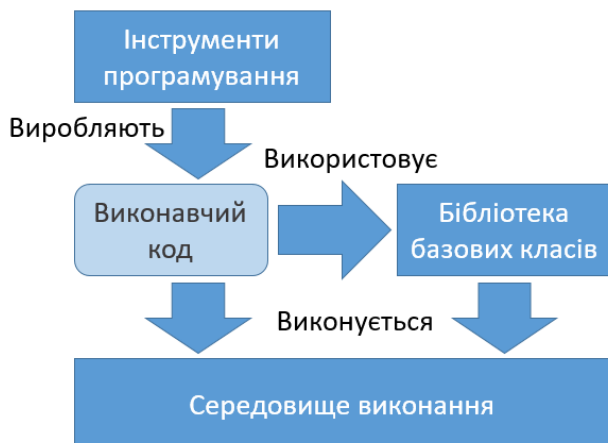 Інструменти
програмування
Виробляють
Використовує
Виконавчий
код
Бібліотека
базових класів
Виконується
Середовище виконання